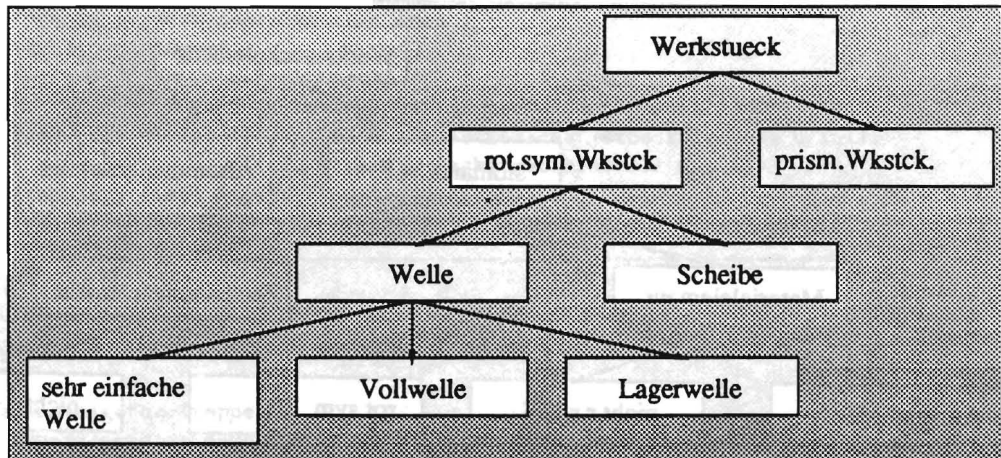 Werkstueck
rot.sym.Wkstck
prism.Wkstck.
Welle
Scheibe
sehr einfache
Welle
Vollwelle
Lagerwelle